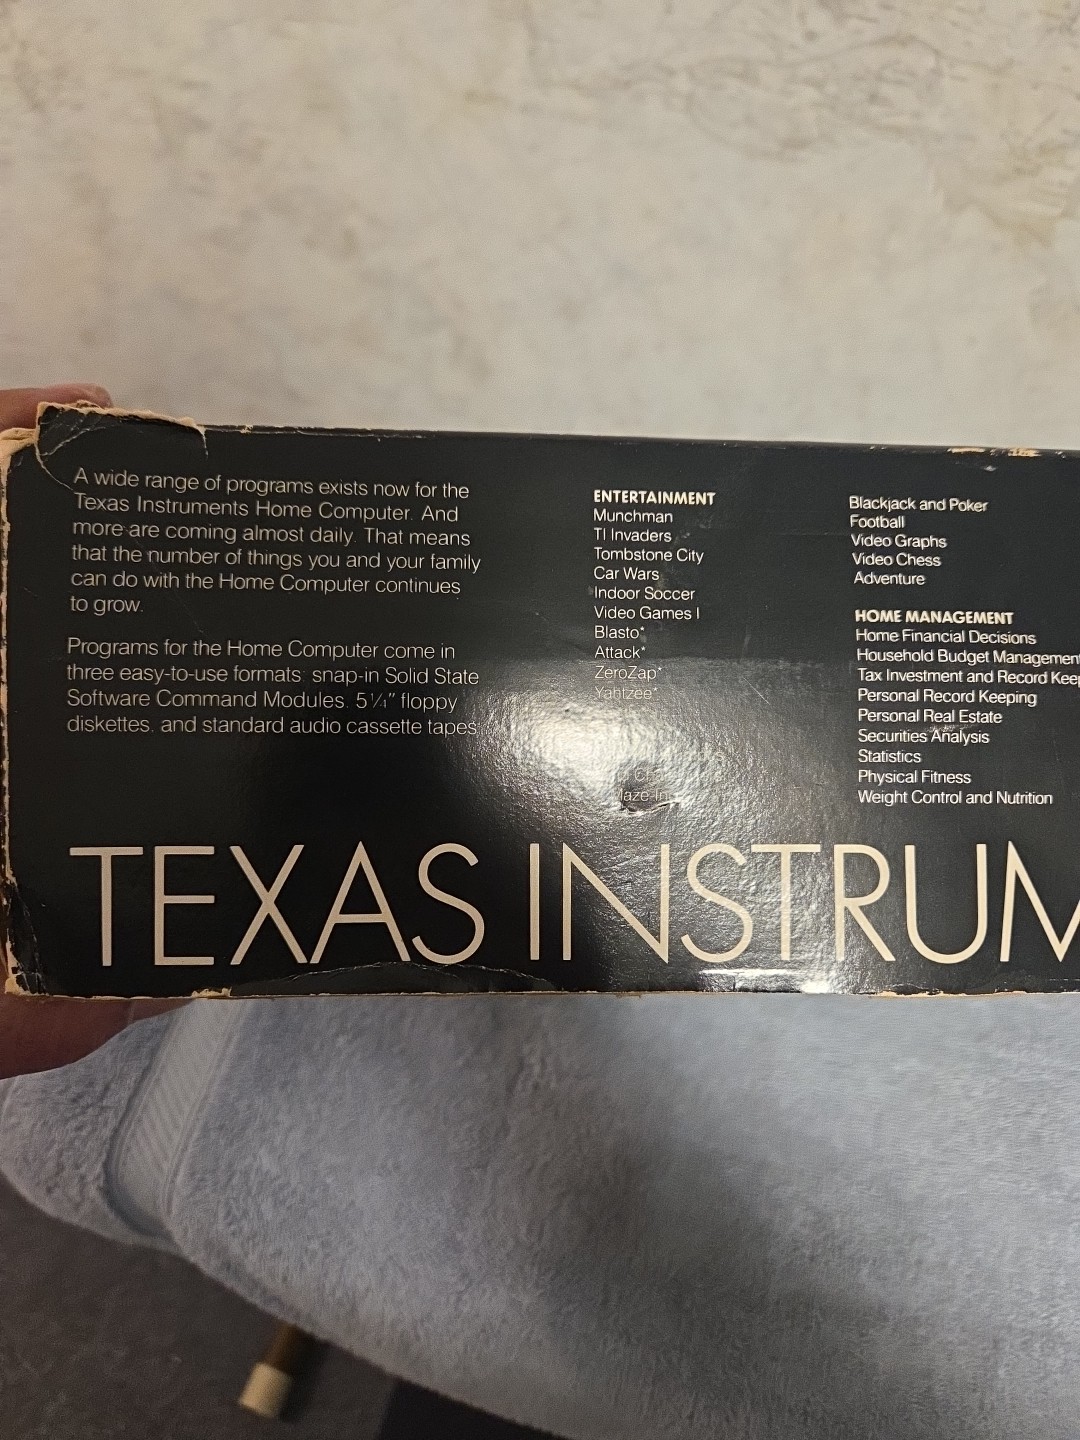 A wide range of programs exists now for the
Texas Instruments Home Computer. And
more are coming almost daily. That means
that the number of things you and your family
can do with the Home Computer continues
to grow.
Programs for the Home Computer come in
three easy-to-use formats: snap-in Solid State
Software Command Modules, 5¼" floppy
diskettes, and standard audio cassette tapes.
ENTERTAINMENT
Munchman
TI Invaders
Tombstone City
Car Wars
Indoor Soccer
Video Games I
Blasto*
Attack*
ZeroZap*
Yahtzee*
Blackjack and Poker
Football
Video Graphs
Video Chess
Adventure
HOME MANAGEMENT
Home Financial Decisions
Household Budget Management
Tax Investment and Record Kee
Personal Record Keeping
Personal Real Estate
Securities Analysis
Statistics
Physical Fitness
Weight Control and Nutrition
TEXAS INSTRUM